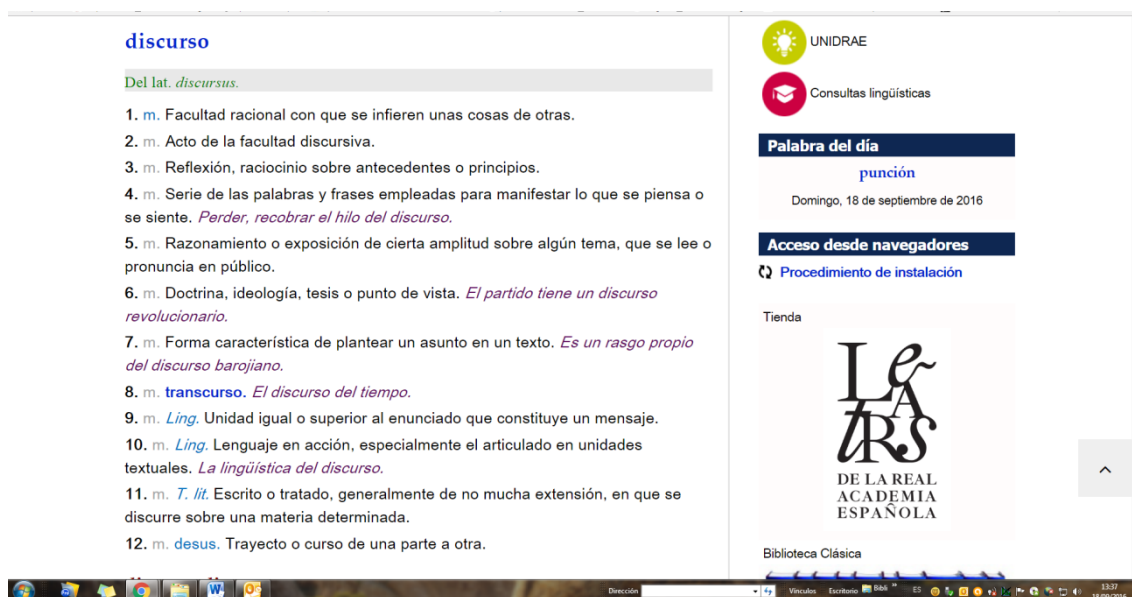 discurso
Del lat. discursus.
1. m. Facultad racional con que se infieren unas cosas de otras.
2. m. Acto de la facultad discursiva.
3. m. Reflexión, raciocinio sobre antecedentes o principios.
4. m. Serie de las palabras y frases empleadas para manifestar lo que se piensa o
se siente. Perder, recobrar el hilo del discurso.
5. m. Razonamiento o exposición de cierta amplitud sobre algún tema, que se lee o
pronuncia en público.
6. m. Doctrina, ideología, tesis o punto de vista. El partido tiene un discurso
revolucionario.
7. m. Forma característica de plantear un asunto en un texto. Es un rasgo propio
del discurso barojiano.
8. m. transcurso. El discurso del tiempo.
9. m. Ling. Unidad igual o superior al enunciado que constituye un mensaje.
10. m. Ling. Lenguaje en acción, especialmente el articulado en unidades
textuales. La lingüística del discurso.
11. m. T. lit. Escrito o tratado, generalmente de no mucha extensión, en que se
discurre sobre una materia determinada.
12. m. desus. Trayecto o curso de una parte a otra.
UNIDRAE
Consultas lingüísticas
Palabra del día
punción
Domingo, 18 de septiembre de 2016
Acceso desde navegadores
Procedimiento de instalación
Tienda
LeTRAS
DE LA REAL
ACADEMIA
ESPAÑOLA
Biblioteca Clásica
Dirección
Vínculos Escritorio Bibli » ES 13:37
18/09/2016